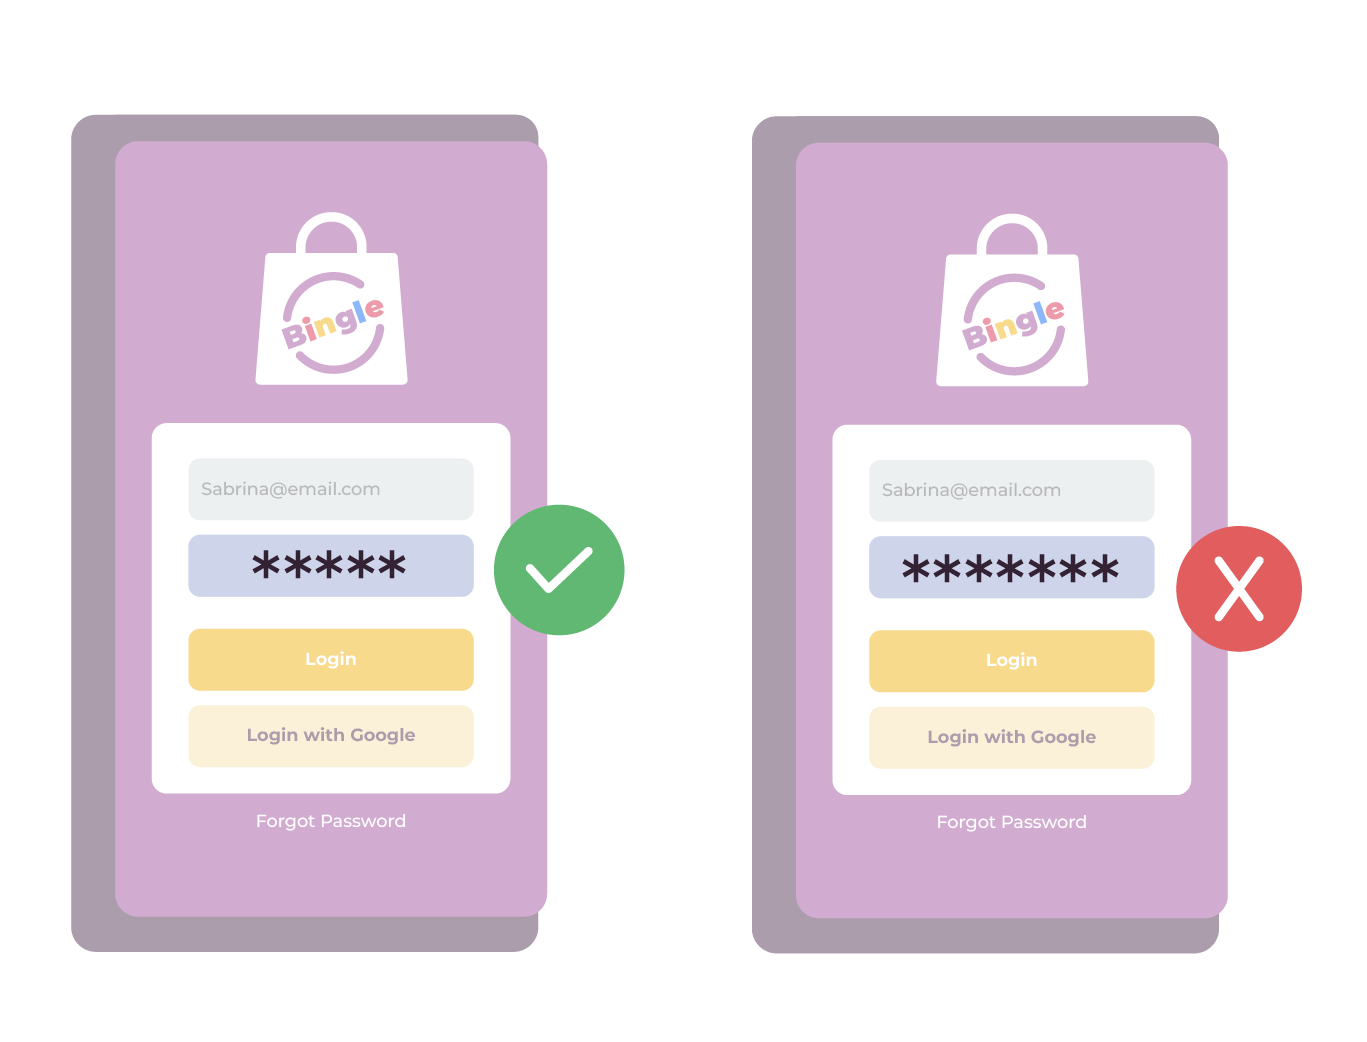 Bingle
Sabrina@email.com
*****
Login
Login with Google
Forgot Password
Bingle
Sabrina@email.com
*******
Login
Login with Google
Forgot Password